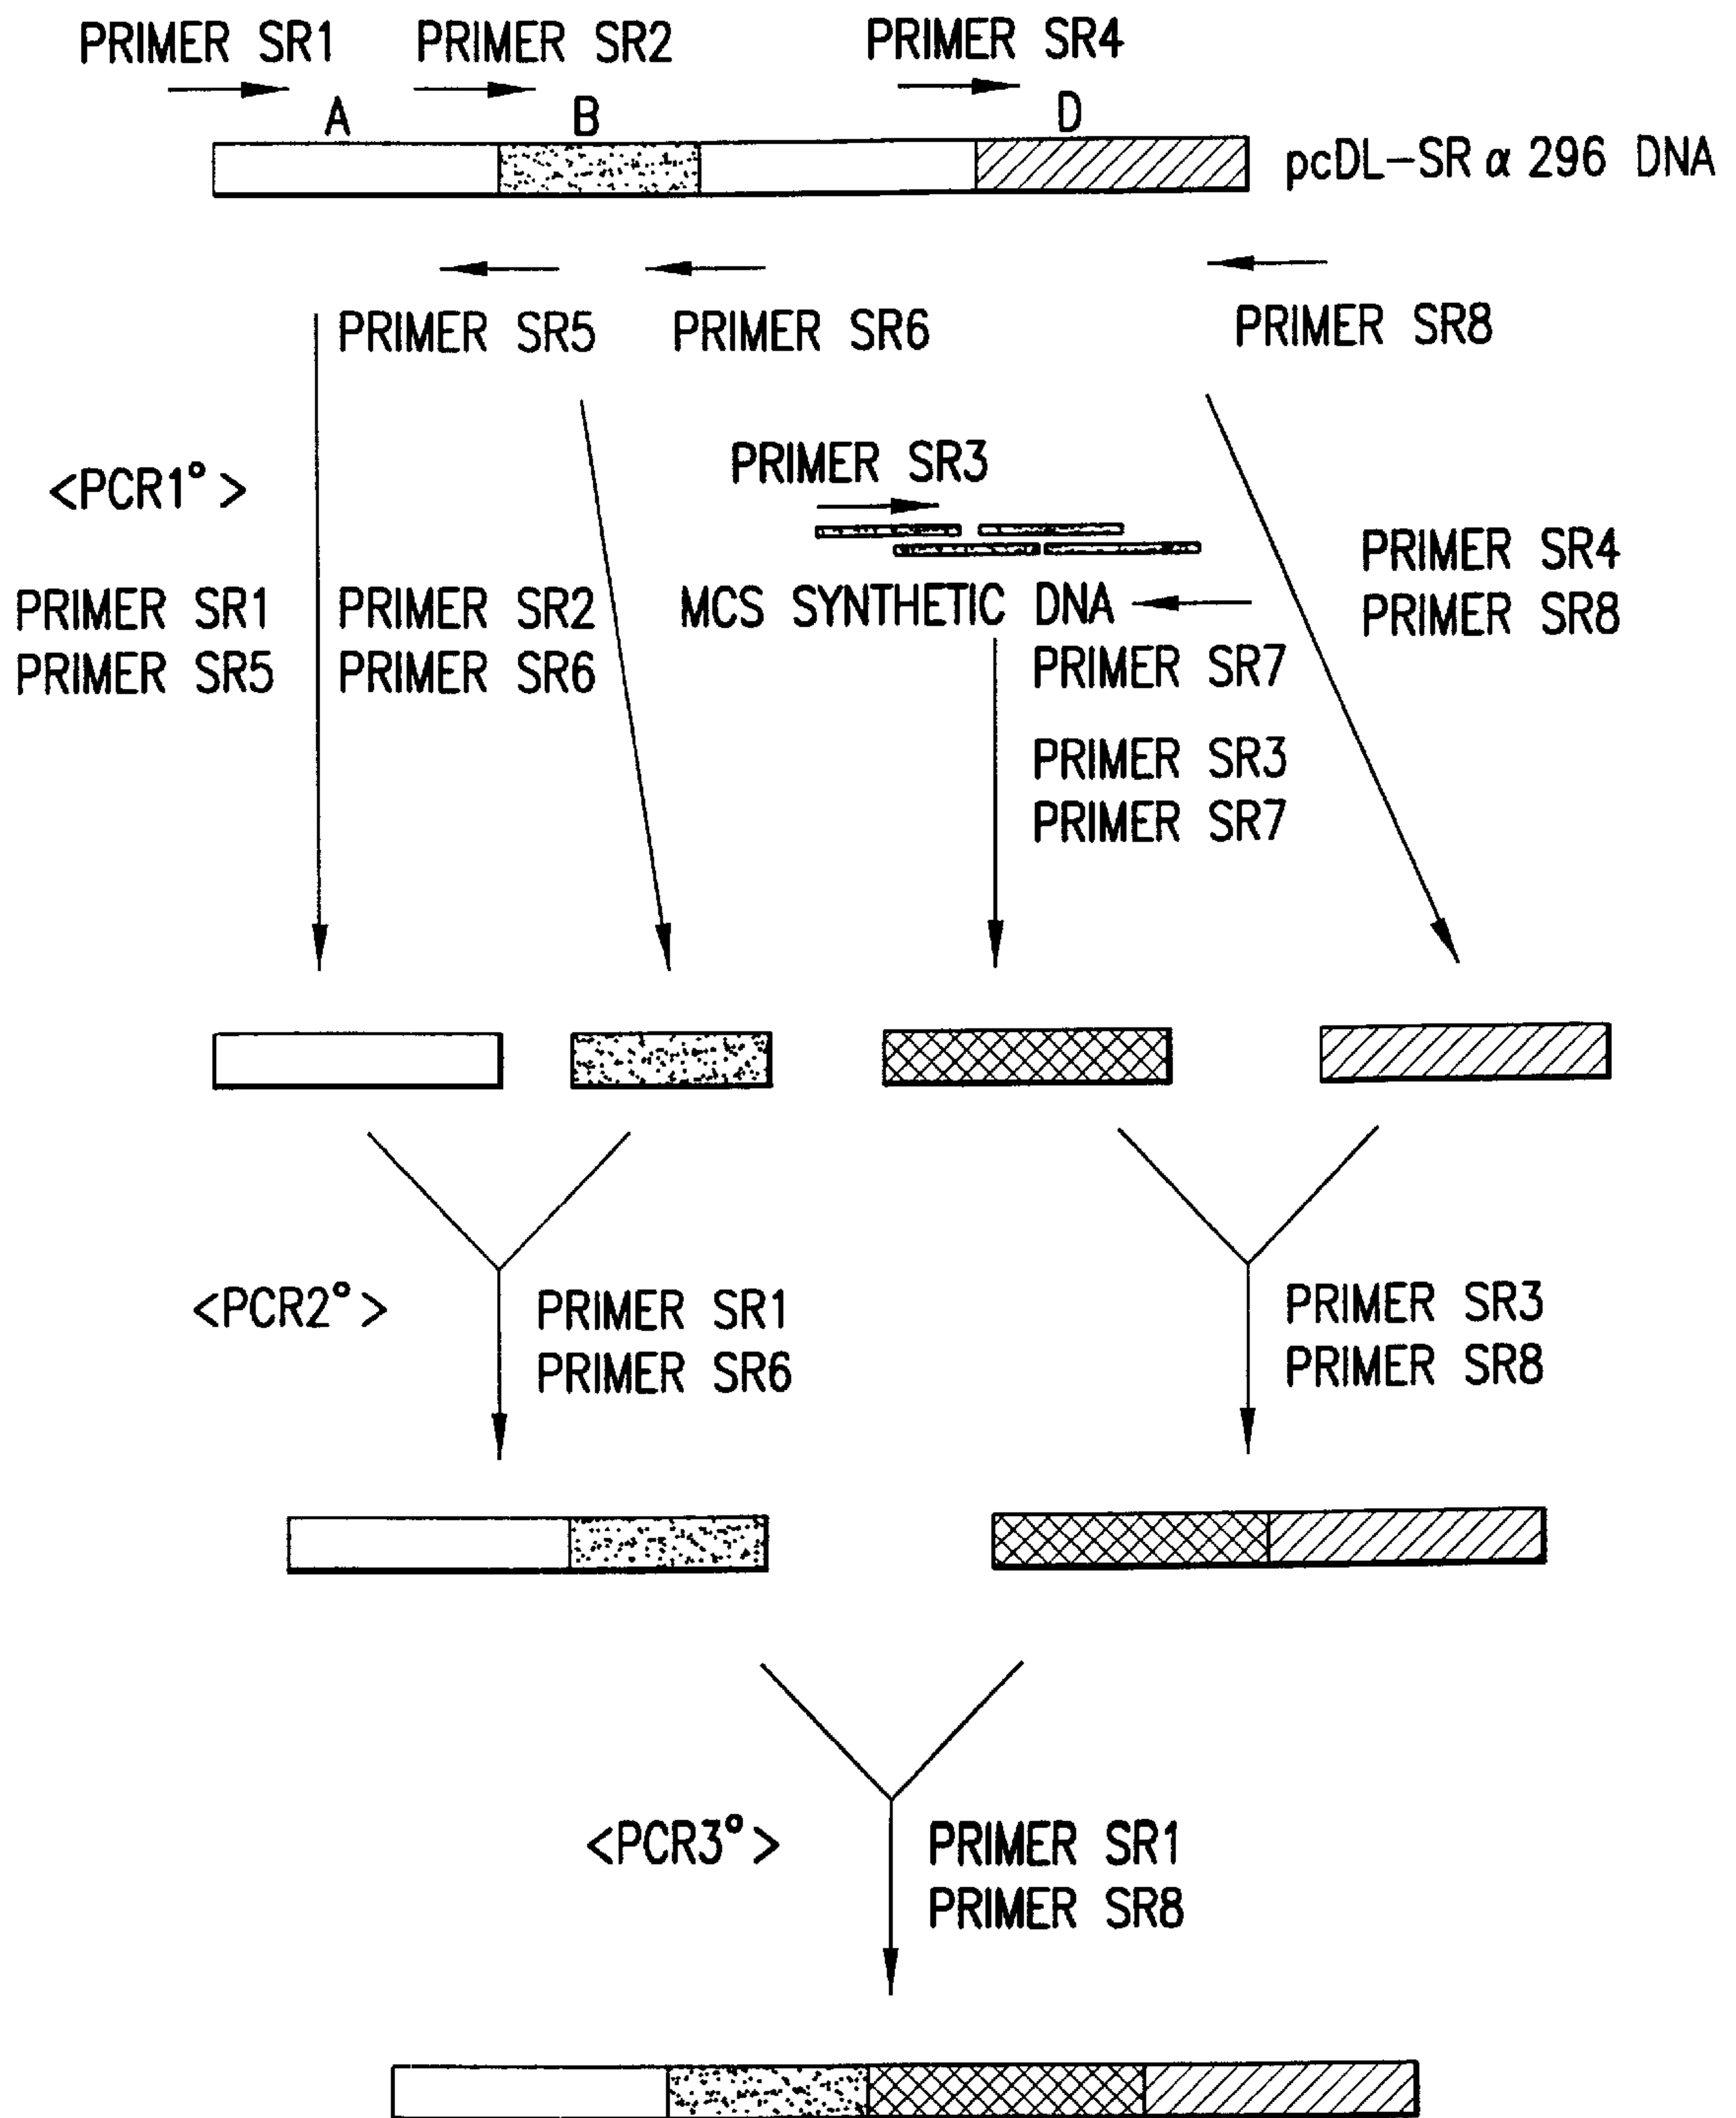 PRIMER SR1
PRIMER SR2
PRIMER SR4
A
B
D
pcDL-SRα296 DNA
PRIMER SR5
PRIMER SR6
PRIMER SR8
<PCR1°>
PRIMER SR3
PRIMER SR1
PRIMER SR5
PRIMER SR2
PRIMER SR6
MCS SYNTHETIC DNA
PRIMER SR4
PRIMER SR8
PRIMER SR7
PRIMER SR3
PRIMER SR7
<PCR2°>
PRIMER SR1
PRIMER SR6
PRIMER SR3
PRIMER SR8
<PCR3°>
PRIMER SR1
PRIMER SR8